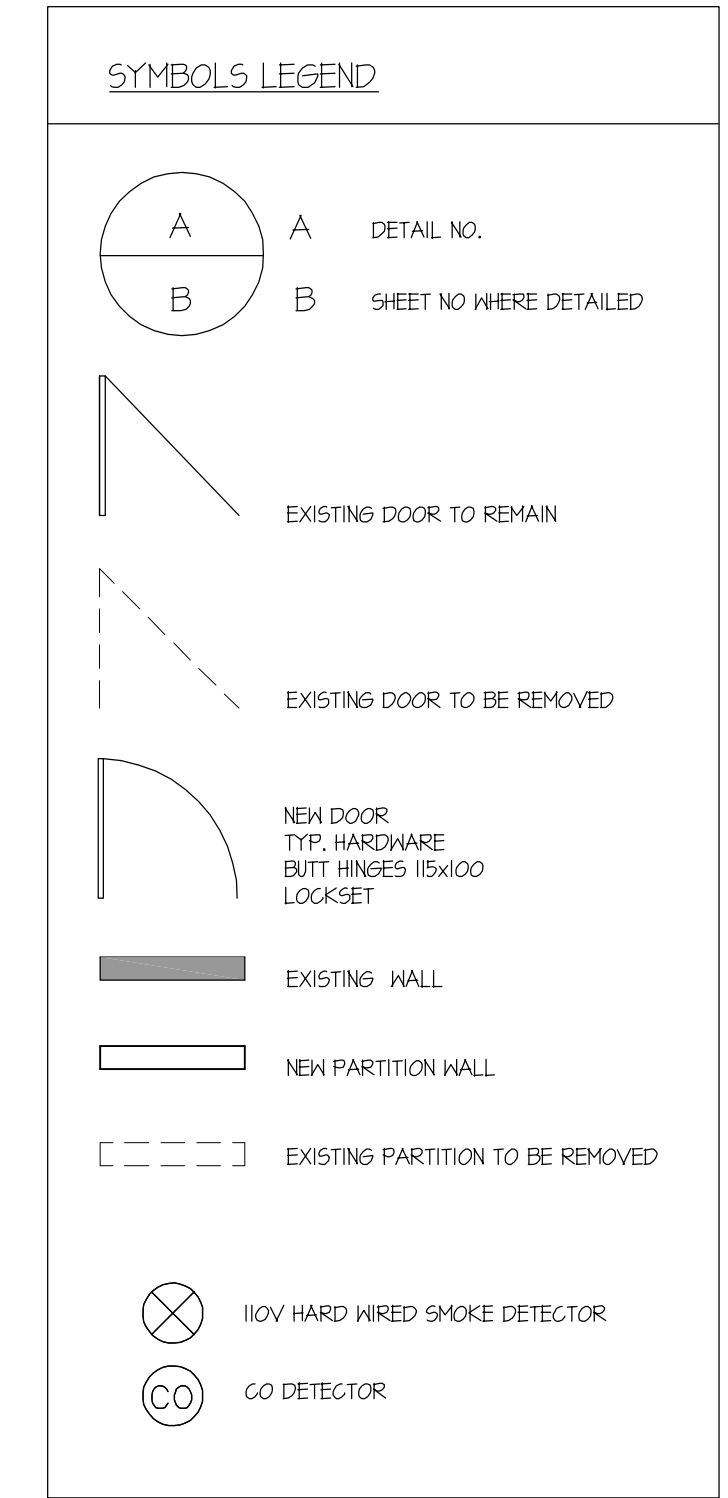 SYMBOLS LEGEND
A A DETAIL NO.
B B SHEET NO WHERE DETAILED
EXISTING DOOR TO REMAIN
EXISTING DOOR TO BE REMOVED
NEW DOOR
TYP. HARDWARE
BUTT HINGES 115x100
LOCKSET
EXISTING WALL
NEW PARTITION WALL
EXISTING PARTITION TO BE REMOVED
110V HARD WIRED SMOKE DETECTOR
CO CO DETECTOR